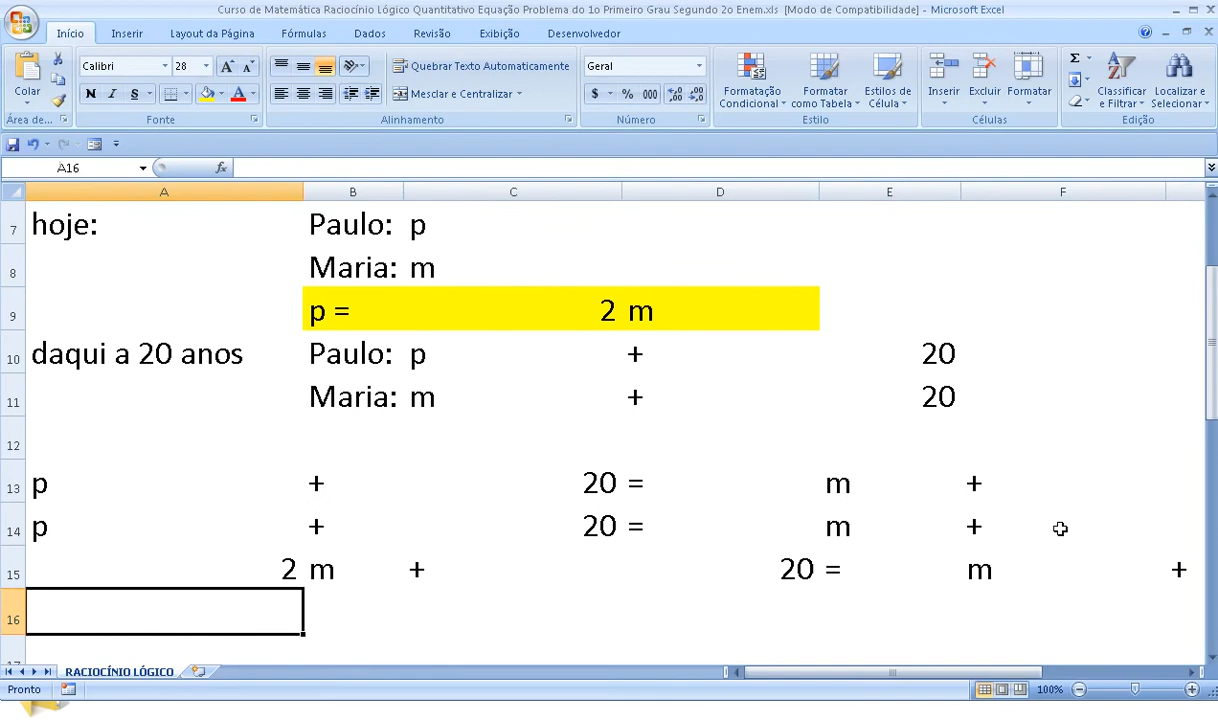 Curso de Matemática Raciocínio Lógico Quantitativo Equação Problema do 1o Primeiro Grau Segundo 2o Enem.xls [Modo de Compatibilidade] - Microsoft Excel
Início Inserir Layout da Página Fórmulas Dados Revisão Exibição Desenvolvedor
Calibri 28 A A Quebrar Texto Automaticamente Geral
Colar N I S A Mesclar e Centralizar $ % 000 ,00 ,0
Formatação Condicional Formatar como Tabela Estilos de Célula Inserir Excluir Formatar Σ Classificar e Filtrar Localizar e Selecionar
Área de... Fonte Alinhamento Número Estilo Células Edição
A16 fx
A B C D E F
7 hoje: Paulo: p
8 Maria: m
9 p = 2 m
10 daqui a 20 anos Paulo: p + 20
11 Maria: m + 20
12
13 p + 20 = m +
14 p + 20 = m +
15 2 m + 20 = m +
16
17
RACIOCÍNIO LÓGICO
Pronto 100%